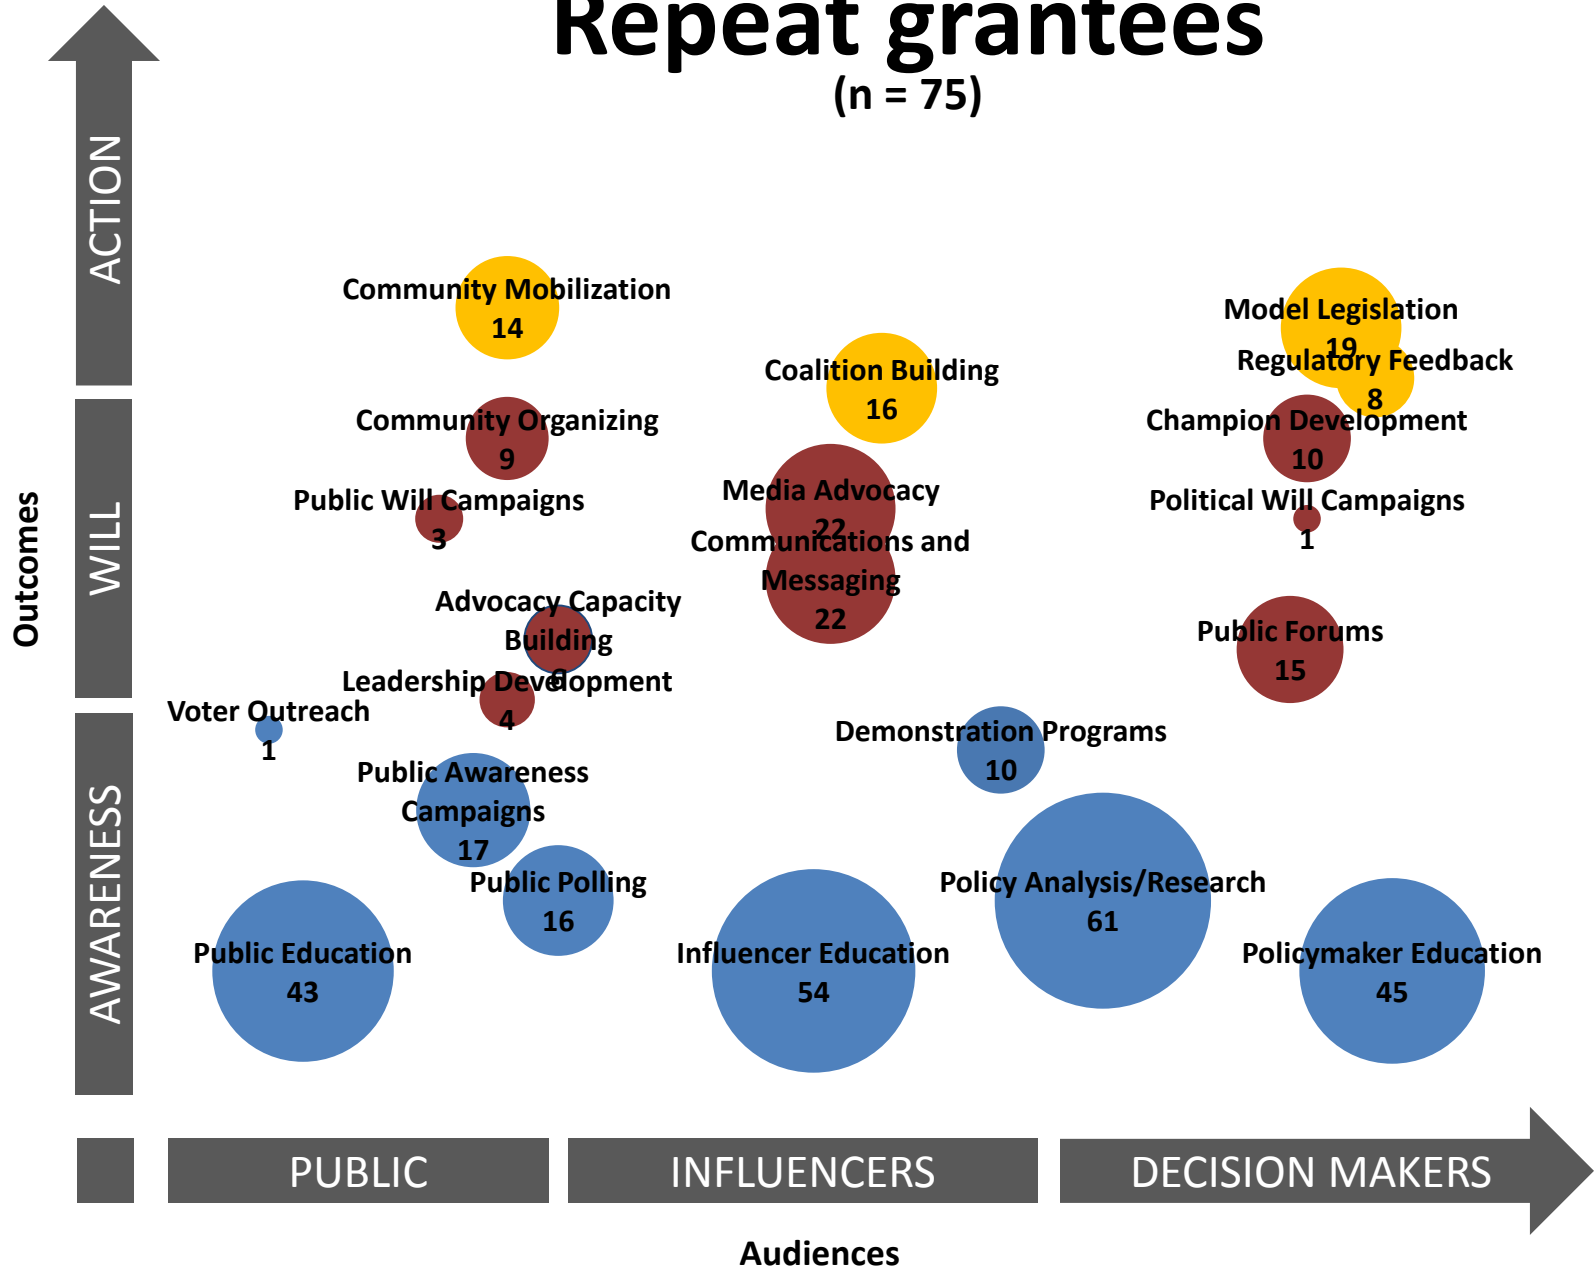 Repeat grantees
(n = 75)
ACTION
WILL
AWARENESS
Outcomes
Community Mobilization
14
Model Legislation
19
Regulatory Feedback
8
Coalition Building
16
Community Organizing
9
Champion Development
10
Public Will Campaigns
3
Media Advocacy
22
Political Will Campaigns
1
Communications and
Messaging
22
Advocacy Capacity
Building
6
Public Forums
15
Leadership Development
4
Voter Outreach
1
Demonstration Programs
10
Public Awareness
Campaigns
17
Public Polling
16
Policy Analysis/Research
61
Public Education
43
Influencer Education
54
Policymaker Education
45
PUBLIC
INFLUENCERS
DECISION MAKERS
Audiences